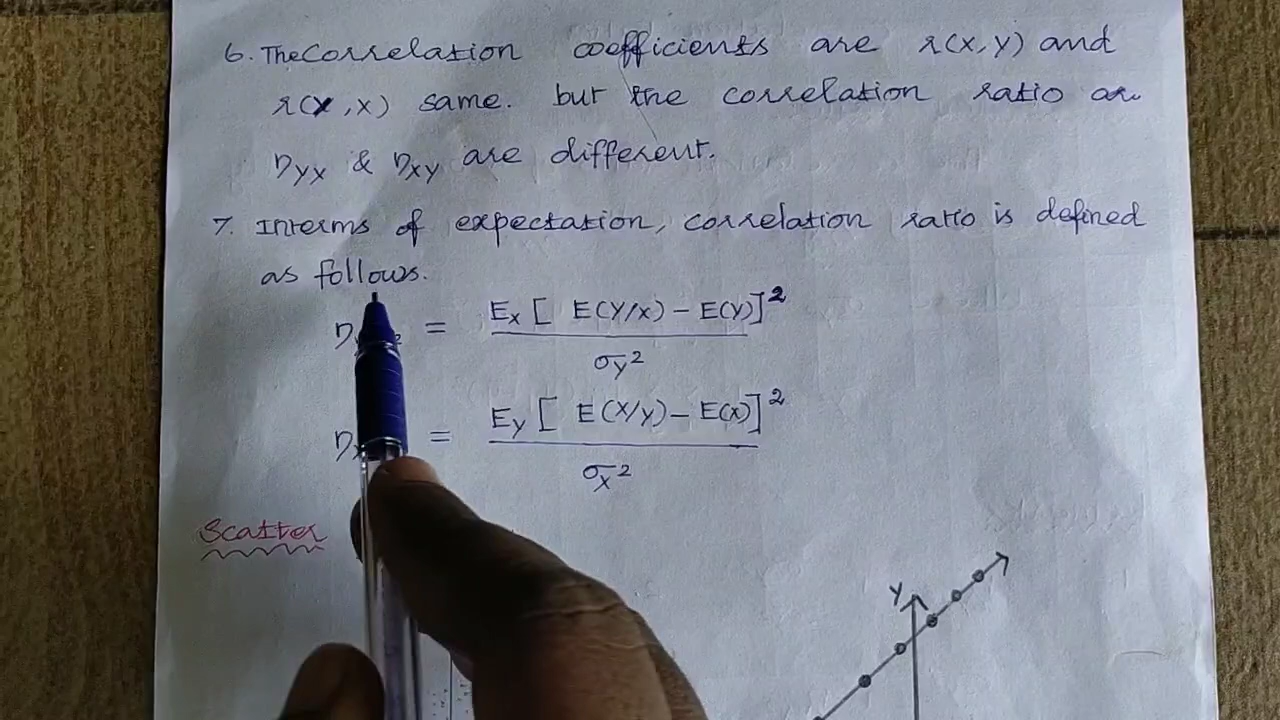 6. The Correlation coefficients are r(X,Y) and
r(Y,X) same. but the correlation ratio are
ηYX & ηXY are different.
7. Interms of expectation, correlation ratio is defined
as follows.
η = Ex [ E(Y/X) - E(Y)]²
σY²
η = Ey [ E(X/Y) - E(X)]²
σX²
Scatter
Y